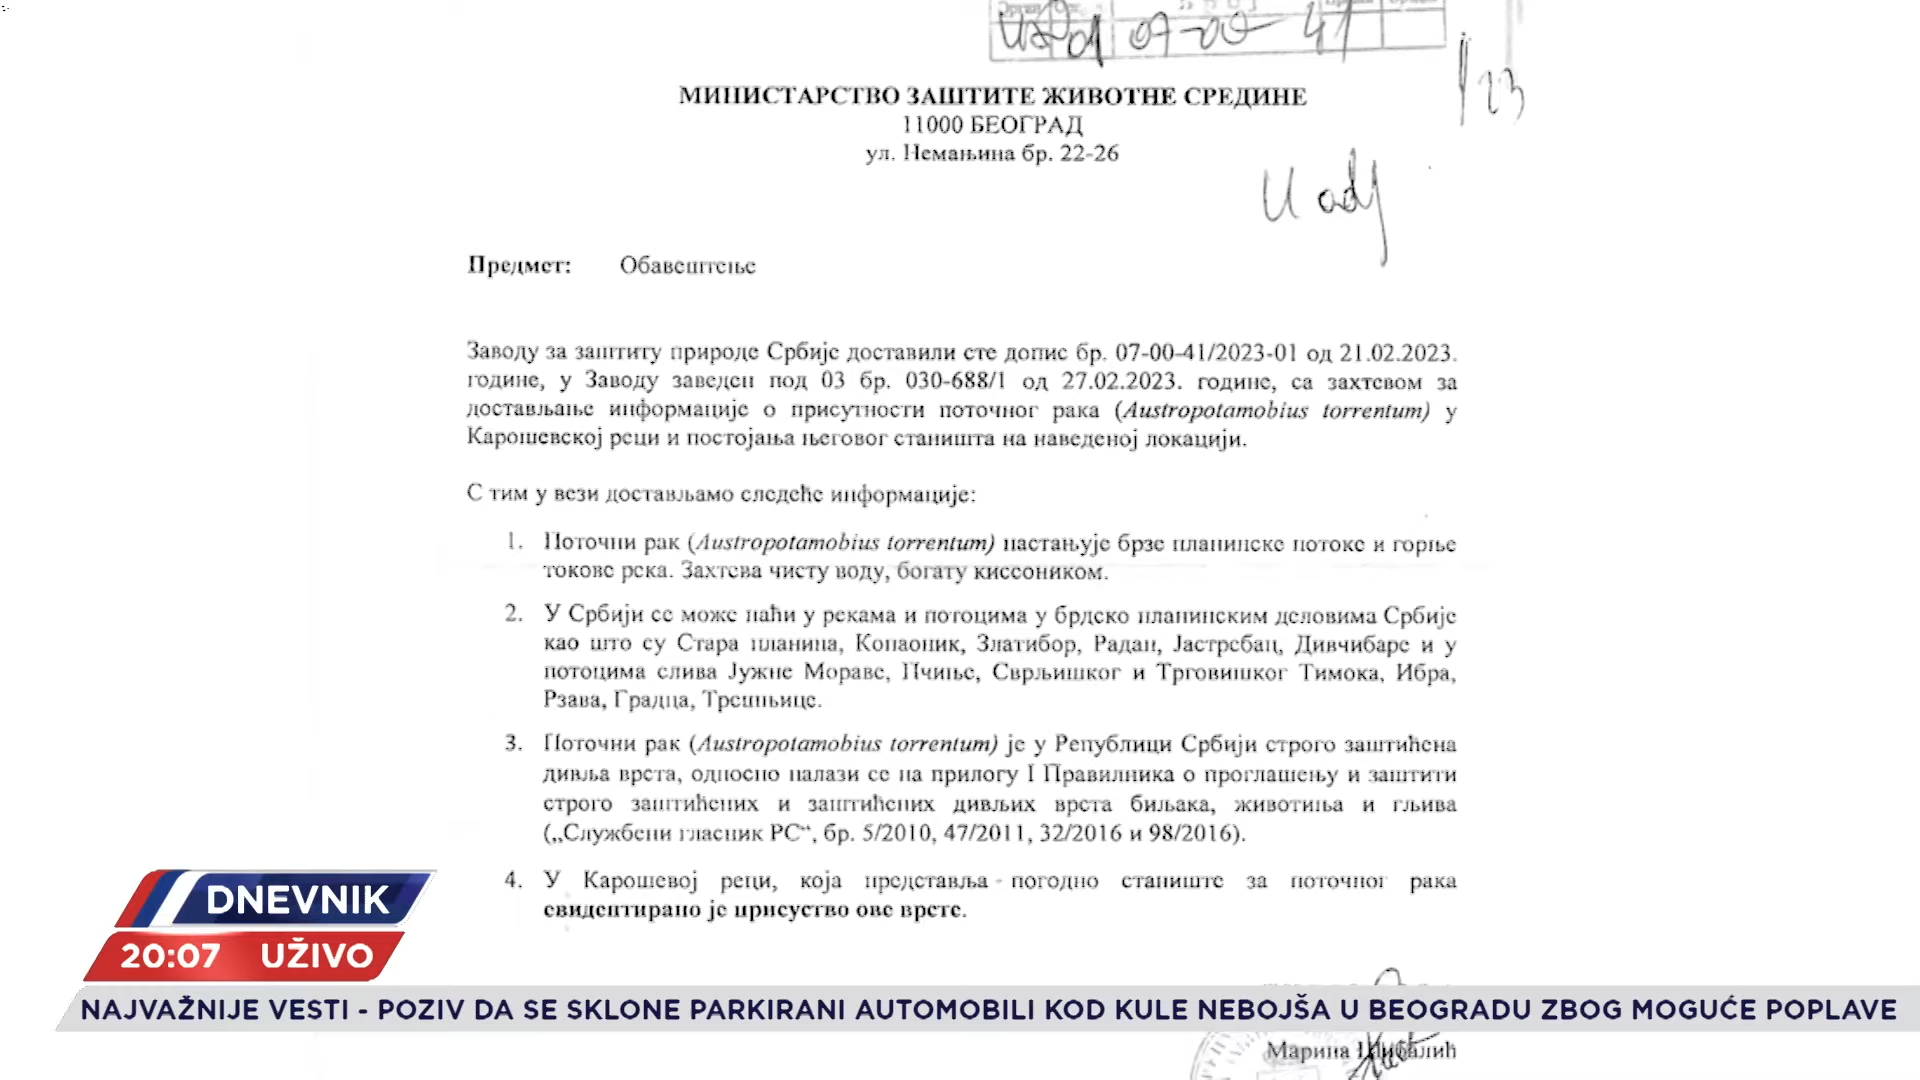 07-00-41
/23
МИНИСТАРСТВО ЗАШТИТЕ ЖИВОТНЕ СРЕДИНЕ
11000 БЕОГРАД
ул. Немањина бр. 22-26
Предмет: Обавештење
Заводу за заштиту природе Србије доставили сте допис бр. 07-00-41/2023-01 од 21.02.2023.
године, у Заводу заведен под 03 бр. 030-688/1 од 27.02.2023. године, са захтевом за
достављање информације о присутности поточног рака (Austropotamobius torrentum) у
Карошевској реци и постојања његовог станишта на наведеној локацији.
С тим у вези достављамо следеће информације:
1. Поточни рак (Austropotamobius torrentum) настањује брзе планинске потоке и горње
токове река. Захтева чисту воду, богату киссоником.
2. У Србији се може наћи у рекама и потоцима у брдско планинским деловима Србије
као што су Стара планина, Копаоник, Златибор, Радан, Јастребац, Дивчибаре и у
потоцима слива Јужне Мораве, Пчиње, Сврљишког и Трговишког Тимока, Ибра,
Рзава, Градца, Трешњице.
3. Поточни рак (Austropotamobius torrentum) је у Републици Србији строго заштићена
дивља врста, односно налази се на прилогу I Правилника о проглашењу и заштити
строго заштићених и заштићених дивљих врста биљака, животиња и гљива
(„Службени гласник РС“, бр. 5/2010, 47/2011, 32/2016 и 98/2016).
4. У Карошевој реци, која представља погодно станиште за поточног рака
евидентирано је присуство ове врсте.
DNEVNIK
20:07 UŽIVO
NAJVAŽNIJE VESTI - POZIV DA SE SKLONE PARKIRANI AUTOMOBILI KOD KULE NEBOJŠA U BEOGRADU ZBOG MOGUĆE POPLAVE
Марина Шибалић